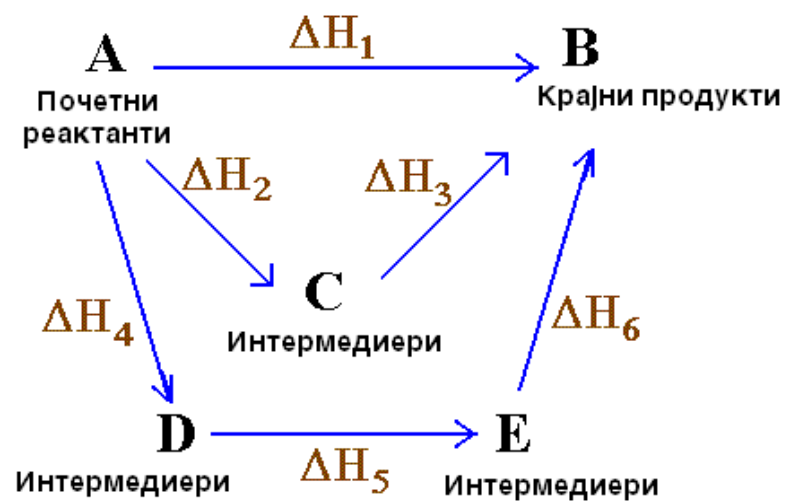 A
ΔH₁
B
Почетни
реактанти
Крајни продукти
ΔH₂
ΔH₃
C
Интермедиери
ΔH₄
ΔH₆
D
E
ΔH₅
Интермедиери
Интермедиери